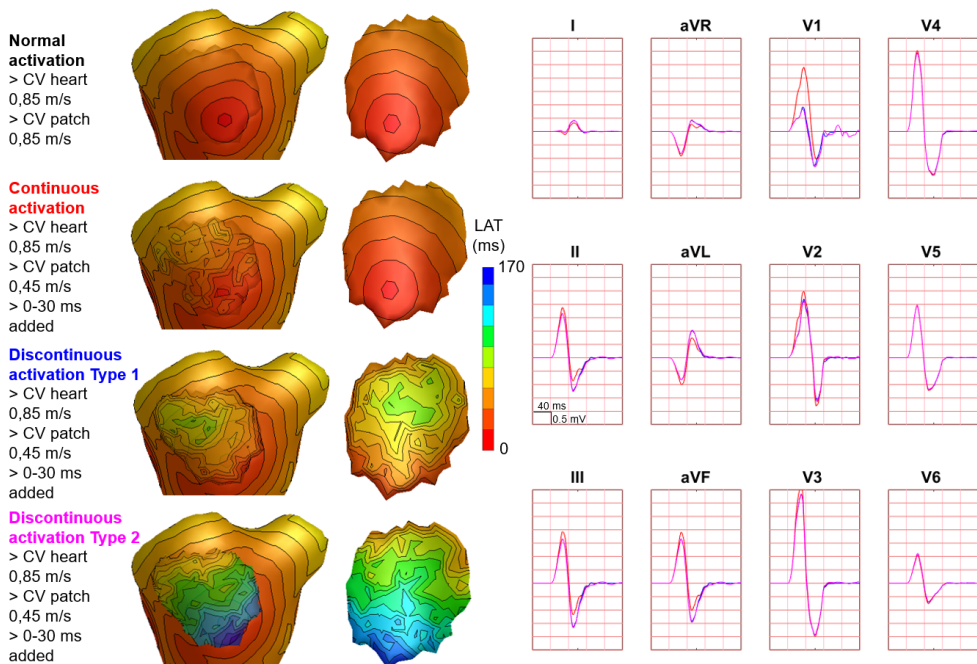 Normal
activation
> CV heart
0,85 m/s
> CV patch
0,85 m/s
Continuous
activation
> CV heart
0,85 m/s
> CV patch
0,45 m/s
> 0-30 ms
added
Discontinuous
activation Type 1
> CV heart
0,85 m/s
> CV patch
0,45 m/s
> 0-30 ms
added
Discontinuous
activation Type 2
> CV heart
0,85 m/s
> CV patch
0,45 m/s
> 0-30 ms
added
LAT
(ms)
170
0
I aVR V1 V4
II aVL V2 V5
40 ms
0.5 mV
III aVF V3 V6